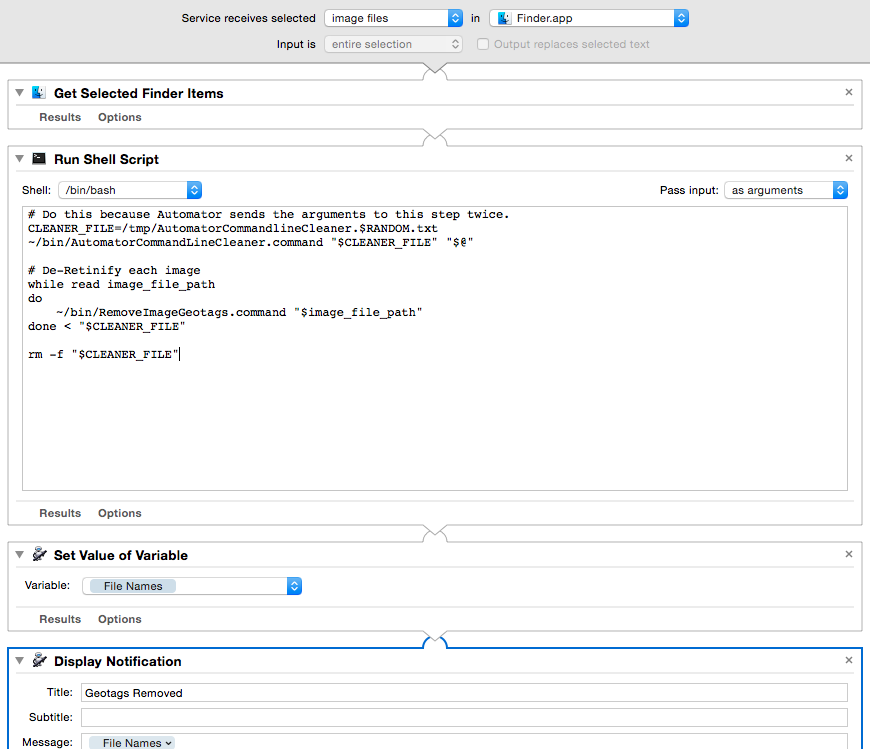 Service receives selected image files in Finder.app
Input is entire selection Output replaces selected text
Get Selected Finder Items
Results Options
Run Shell Script
Shell: /bin/bash Pass input: as arguments
# Do this because Automator sends the arguments to this step twice.
CLEANER_FILE=/tmp/AutomatorCommandlineCleaner.$RANDOM.txt
~/bin/AutomatorCommandLineCleaner.command "$CLEANER_FILE" "$@"
# De-Retinify each image
while read image_file_path
do
    ~/bin/RemoveImageGeotags.command "$image_file_path"
done < "$CLEANER_FILE"
rm -f "$CLEANER_FILE"
Results Options
Set Value of Variable
Variable: File Names
Results Options
Display Notification
Title: Geotags Removed
Subtitle:
Message: File Names